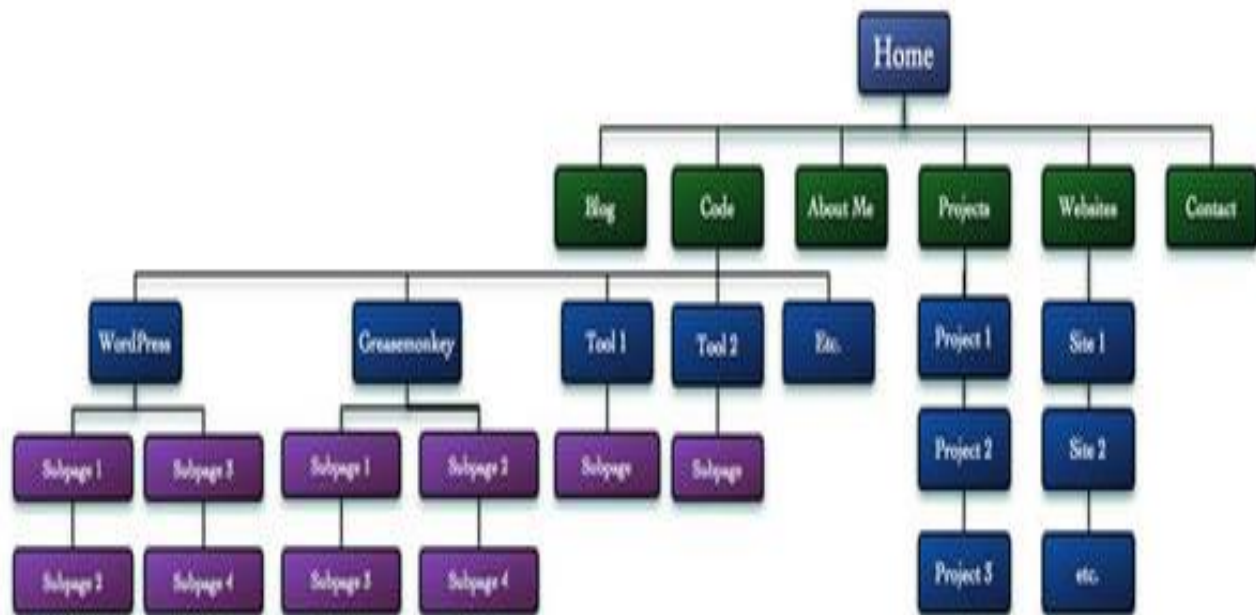 Home
Blog
Code
About Me
Projects
Websites
Contact
WordPress
Greasemonkey
Tool 1
Tool 2
Etc.
Project 1
Site 1
Subpage 1
Subpage 3
Subpage 1
Subpage 2
Subpage
Subpage
Project 2
Site 2
Subpage 2
Subpage 4
Subpage 3
Subpage 4
Project 3
etc.